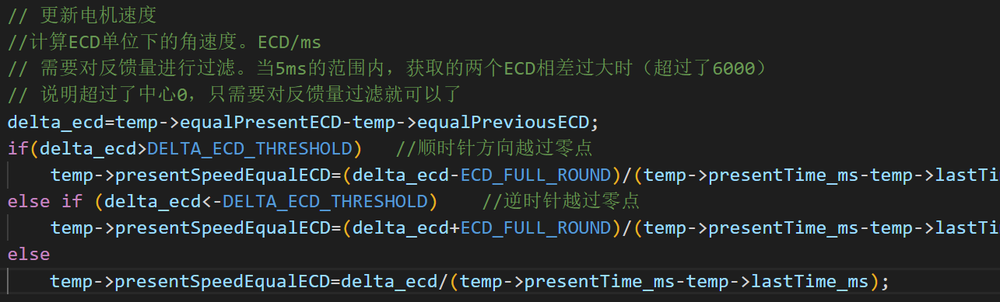 // 更新电机速度
//计算ECD单位下的角速度。ECD/ms
// 需要对反馈量进行过滤。当5ms的范围内，获取的两个ECD相差过大时（超过了6000）
// 说明超过了中心0，只需要对反馈量过滤就可以了
delta_ecd=temp->equalPresentECD-temp->equalPreviousECD;
if(delta_ecd>DELTA_ECD_THRESHOLD)   //顺时针方向越过零点
    temp->presentSpeedEqualECD=(delta_ecd-ECD_FULL_ROUND)/(temp->presentTime_ms-temp->lastTi
else if (delta_ecd<-DELTA_ECD_THRESHOLD)    //逆时针越过零点
    temp->presentSpeedEqualECD=(delta_ecd+ECD_FULL_ROUND)/(temp->presentTime_ms-temp->lastTi
else
    temp->presentSpeedEqualECD=delta_ecd/(temp->presentTime_ms-temp->lastTime_ms);